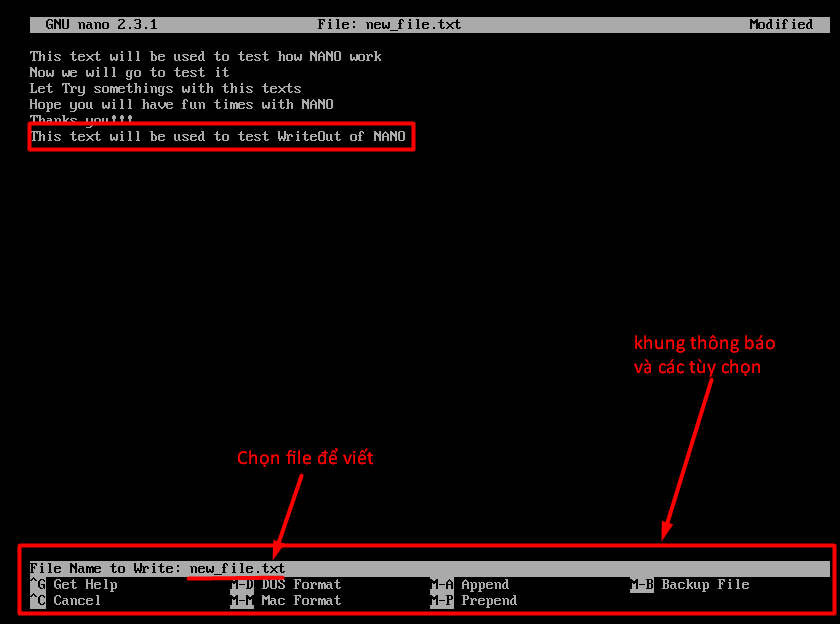 GNU nano 2.3.1 File: new_file.txt Modified
This text will be used to test how NANO work
Now we will go to test it
Let Try somethings with this texts
Hope you will have fun times with NANO
Thanks you!!!
This text will be used to test WriteOut of NANO
khung thông báo
và các tùy chọn
Chọn file để viết
File Name to Write: new_file.txt
^G Get Help M-D DOS Format M-A Append M-B Backup File
^C Cancel M-M Mac Format M-P Prepend